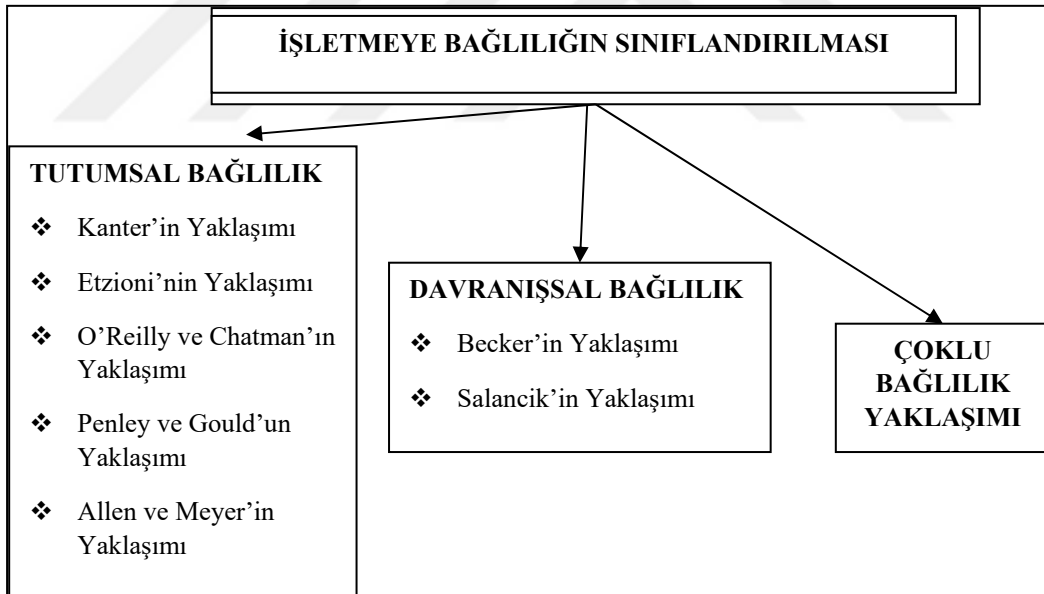 İŞLETMEYE BAĞLILIĞIN SINIFLANDIRILMASI
TUTUMSAL BAĞLILIK
❖ Kanter’in Yaklaşımı
❖ Etzioni’nin Yaklaşımı
❖ O’Reilly ve Chatman’ın
Yaklaşımı
❖ Penley ve Gould’un
Yaklaşımı
❖ Allen ve Meyer’in
Yaklaşımı
DAVRANIŞSAL BAĞLILIK
❖ Becker’in Yaklaşımı
❖ Salancik’in Yaklaşımı
ÇOKLU
BAĞLILIK
YAKLAŞIMI